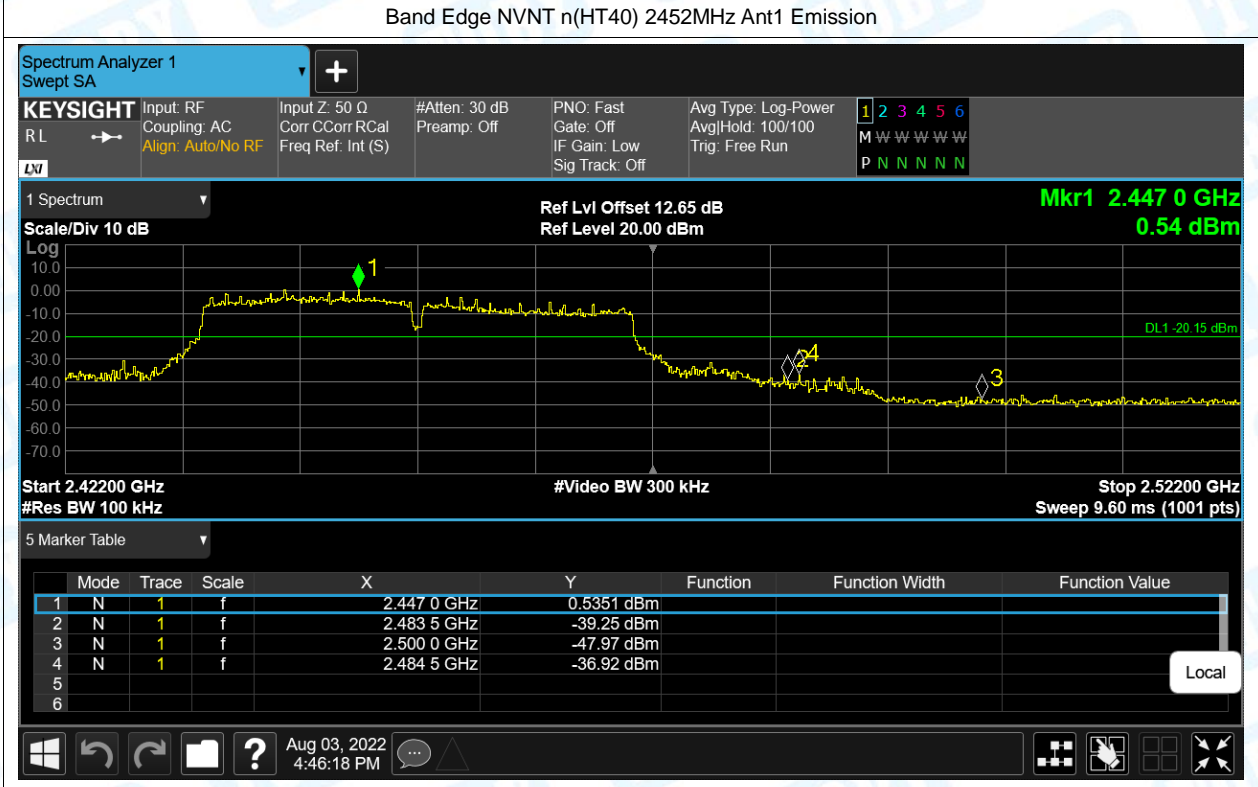 Band Edge NVNT n(HT40) 2452MHz Ant1 Emission
Spectrum Analyzer 1
Swept SA
+
KEYSIGHT
R L
LXI
Input: RF
Coupling: AC
Align: Auto/No RF
Input Z: 50 Ω
Corr CCorr RCal
Freq Ref: Int (S)
#Atten: 30 dB
Preamp: Off
PNO: Fast
Gate: Off
IF Gain: Low
Sig Track: Off
Avg Type: Log-Power
Avg|Hold: 100/100
Trig: Free Run
1 2 3 4 5 6
M W W W W W
P N N N N N
1 Spectrum
Scale/Div 10 dB
Ref Lvl Offset 12.65 dB
Ref Level 20.00 dBm
Mkr1 2.447 0 GHz
0.54 dBm
Log
10.0
0.00
-10.0
-20.0
-30.0
-40.0
-50.0
-60.0
-70.0
1
DL1 -20.15 dBm
2
4
3
Start 2.42200 GHz
#Res BW 100 kHz
#Video BW 300 kHz
Stop 2.52200 GHz
Sweep 9.60 ms (1001 pts)
5 Marker Table
Mode Trace Scale X Y Function Function Width Function Value
1 N 1 f 2.447 0 GHz 0.5351 dBm
2 N 1 f 2.483 5 GHz -39.25 dBm
3 N 1 f 2.500 0 GHz -47.97 dBm
4 N 1 f 2.484 5 GHz -36.92 dBm
5
6
Local
?
Aug 03, 2022
4:46:18 PM